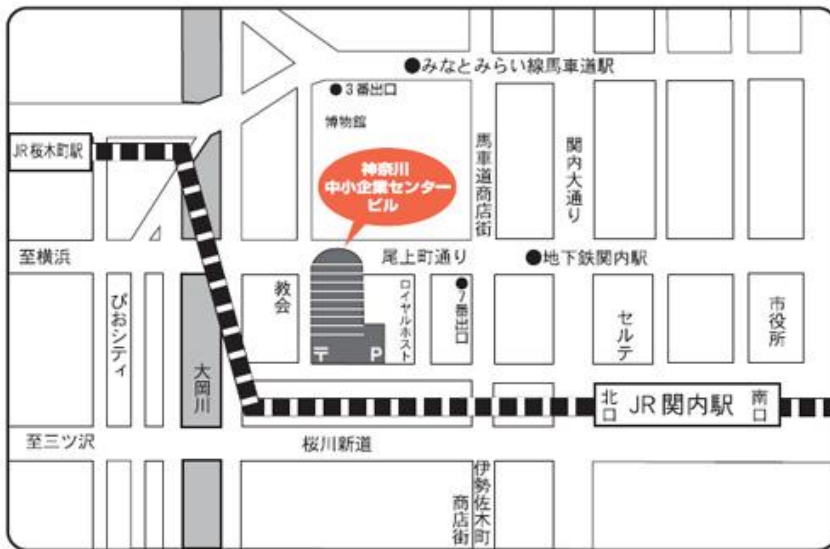 ●みなとみらい線馬車道駅
●3番出口
博物館
JR桜木町駅
神奈川
中小企業センター
ビル
馬車道商店街
関内大通り
至横浜
尾上町通り
●地下鉄関内駅
ぴおシティ
大岡川
教会
〒
P
ロイヤルホスト
●7番出口
セルテ
市役所
北口
JR関内駅
南口
至三ツ沢
桜川新道
伊勢佐木町
商店街